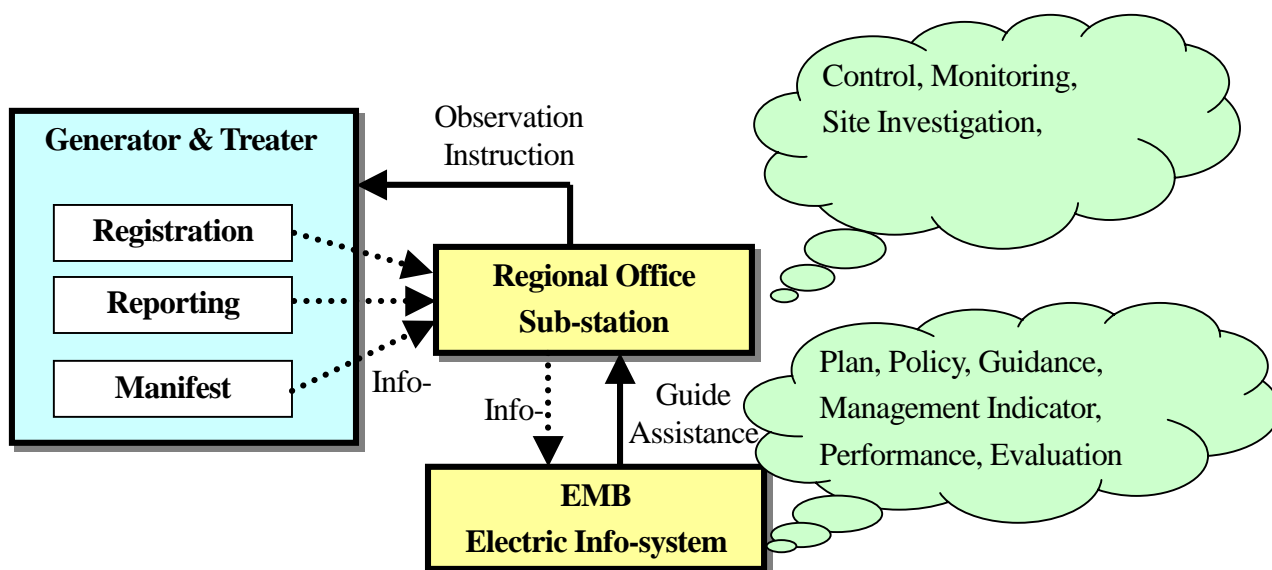 Generator & Treater
Registration
Reporting
Manifest
Observation
Instruction
Info-
Regional Office
Sub-station
Info-
Guide
Assistance
EMB
Electric Info-system
Control, Monitoring,
Site Investigation,
Plan, Policy, Guidance,
Management Indicator,
Performance, Evaluation